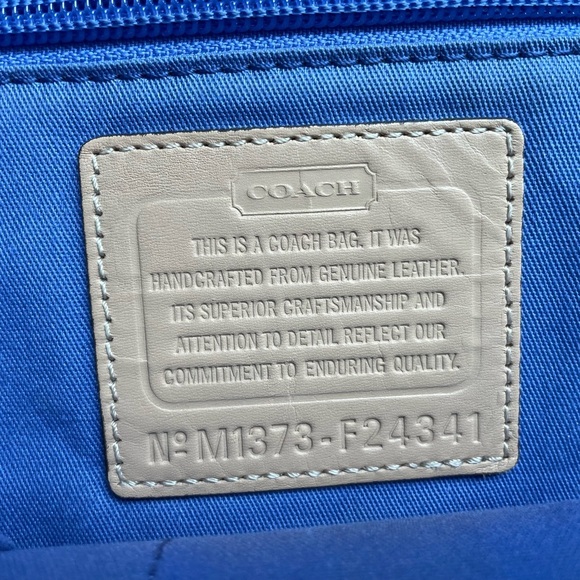 COACH
THIS IS A COACH BAG. IT WAS
HANDCRAFTED FROM GENUINE LEATHER.
ITS SUPERIOR CRAFTSMANSHIP AND
ATTENTION TO DETAIL REFLECT OUR
COMMITMENT TO ENDURING QUALITY.
Nº M1373-F24341